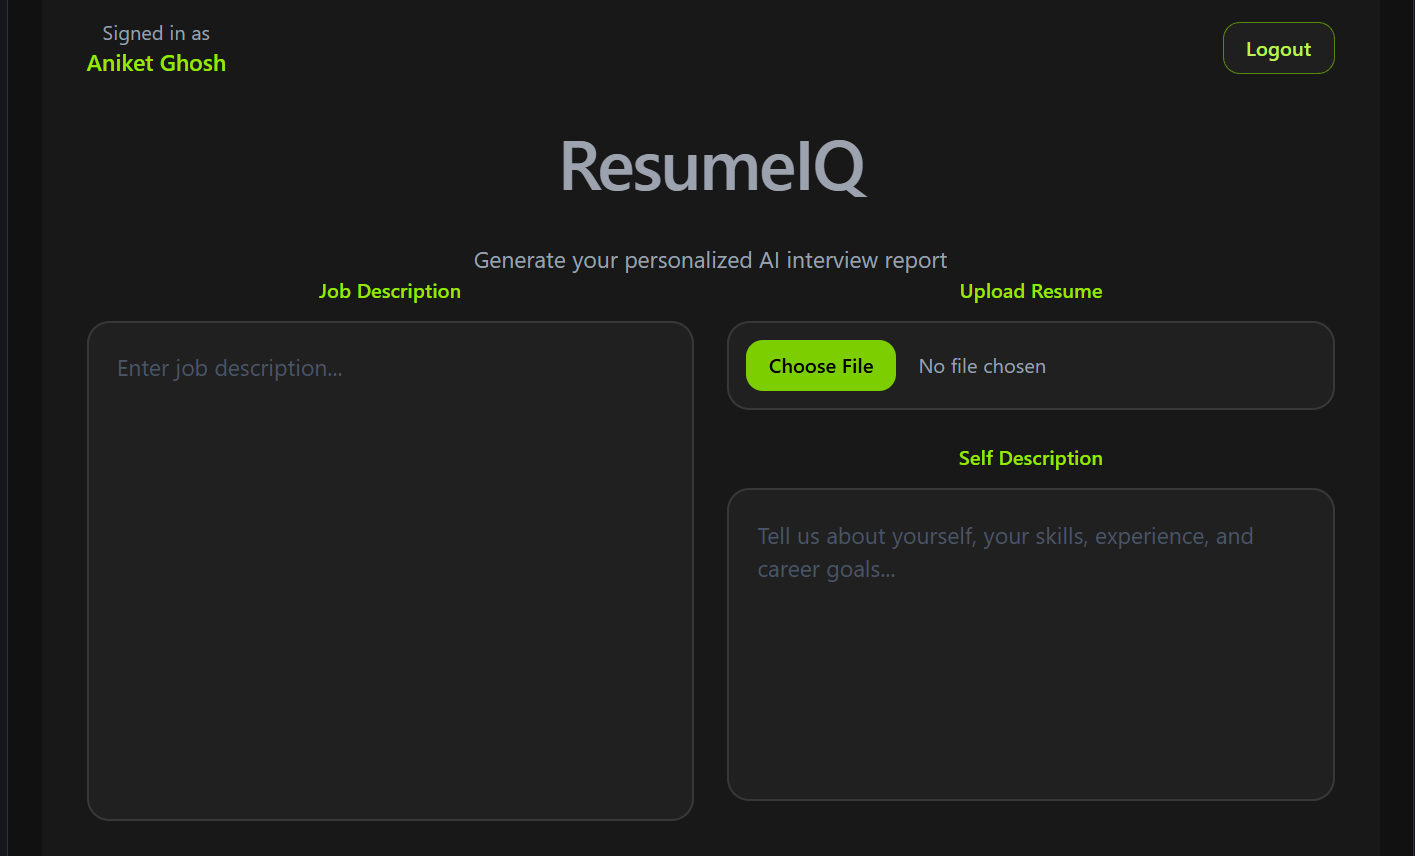 Signed in as
Aniket Ghosh
Logout
ResumeIQ
Generate your personalized AI interview report
Job Description
Enter job description...
Upload Resume
Choose File No file chosen
Self Description
Tell us about yourself, your skills, experience, and
career goals...